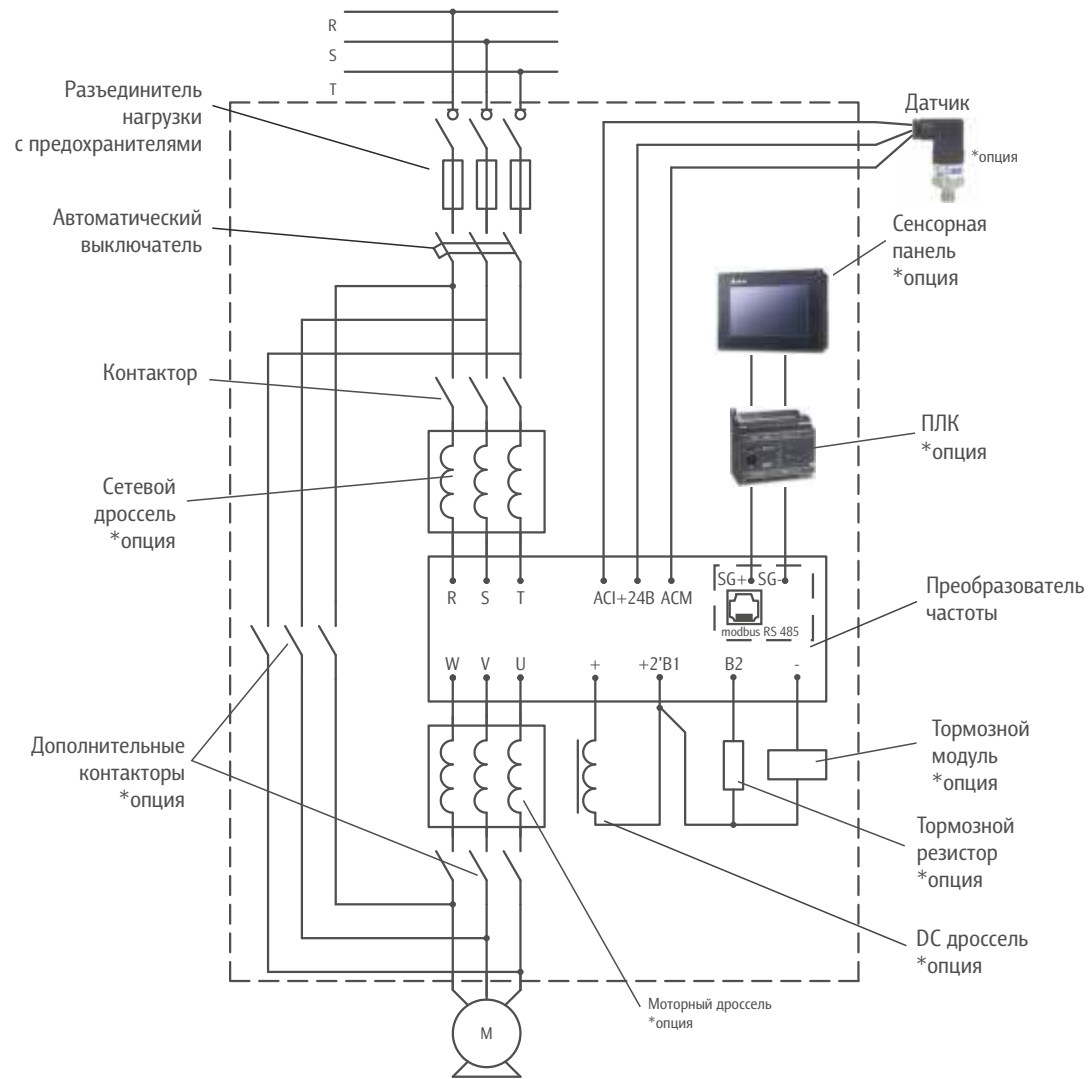 R
S
T
Разъединитель
нагрузки
с предохранителями
Датчик
*опция
Автоматический
выключатель
Сенсорная
панель
*опция
Контактор
ПЛК
*опция
Сетевой
дроссель
*опция
SG+ SG-
R S T ACI+24В ACM
modbus RS 485
Преобразователь
частоты
W V U + +2'B1 B2 -
Дополнительные
контакторы
*опция
Тормозной
модуль
*опция
Тормозной
резистор
*опция
DC дроссель
*опция
Моторный дроссель
*опция
M